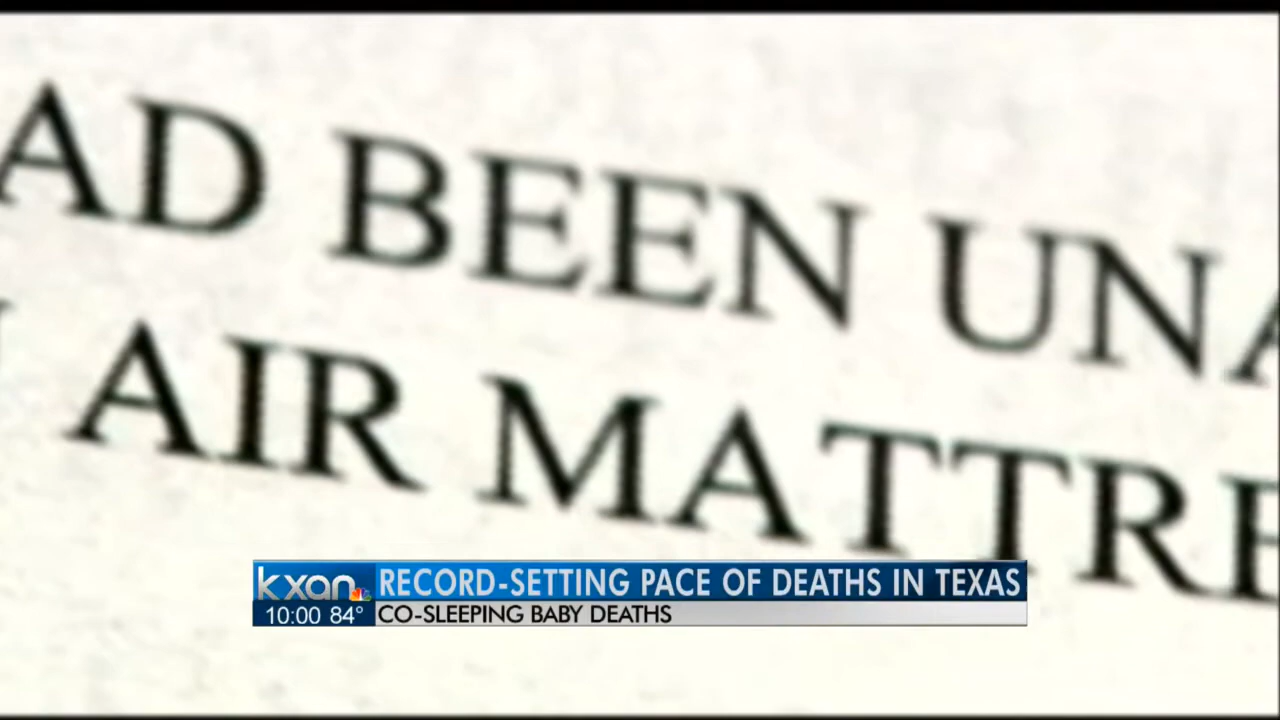 AD BEEN UNA
AIR MATTRE
kxan RECORD-SETTING PACE OF DEATHS IN TEXAS
10:00 84° CO-SLEEPING BABY DEATHS